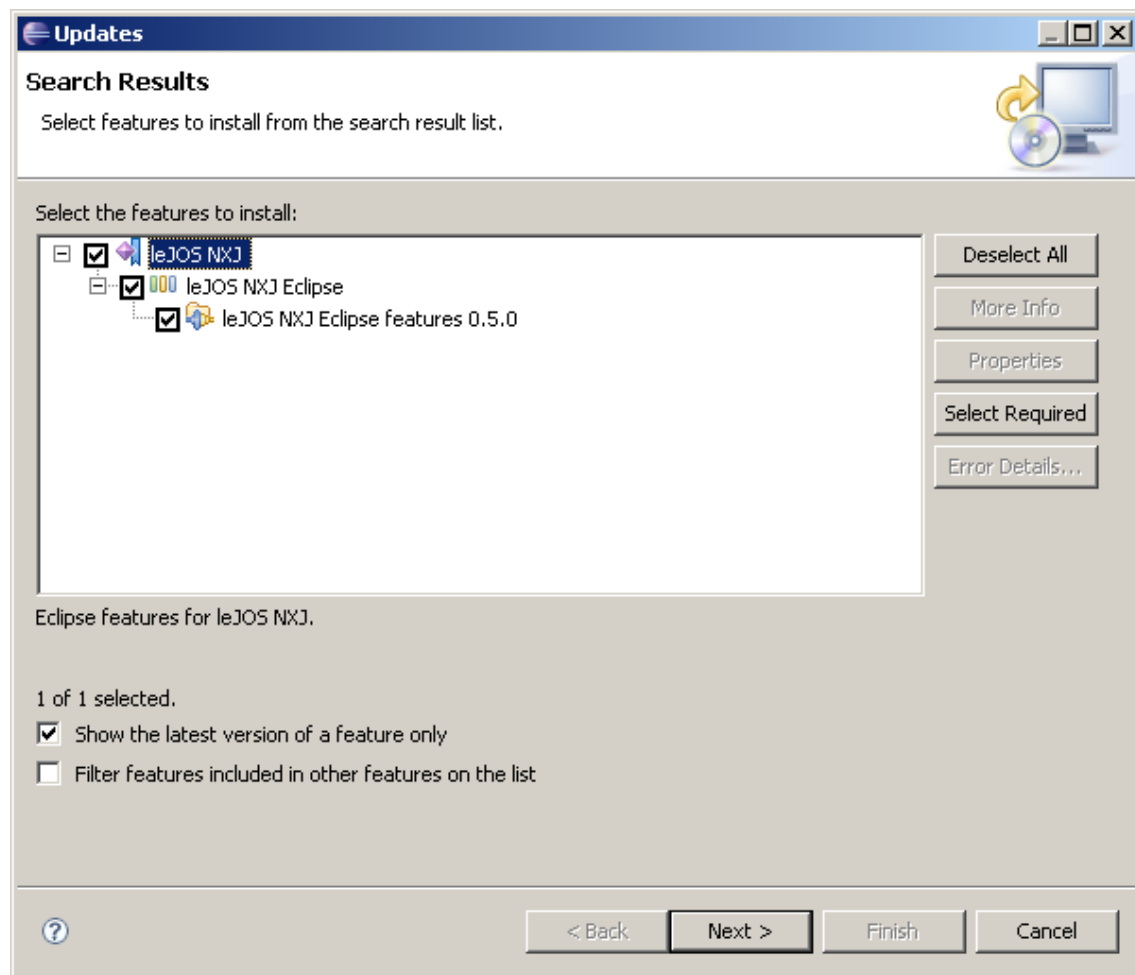 Updates
Search Results
Select features to install from the search result list.
Select the features to install:
leJOS NXJ
leJOS NXJ Eclipse
leJOS NXJ Eclipse features 0.5.0
Deselect All
More Info
Properties
Select Required
Error Details...
Eclipse features for leJOS NXJ.
1 of 1 selected.
Show the latest version of a feature only
Filter features included in other features on the list
?
< Back
Next >
Finish
Cancel